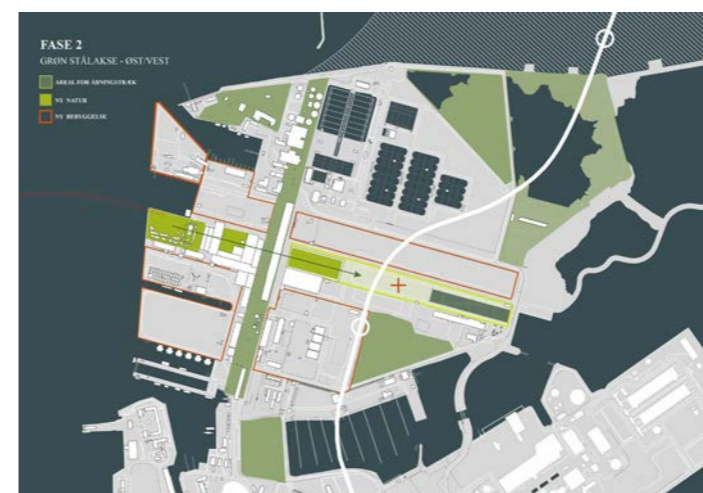 FASE 2
GRØN STÅLAKSE - ØST/VEST
AREAL FOR ÅBNINGSTRÆK
NY NATUR
NY BEBYGGELSE